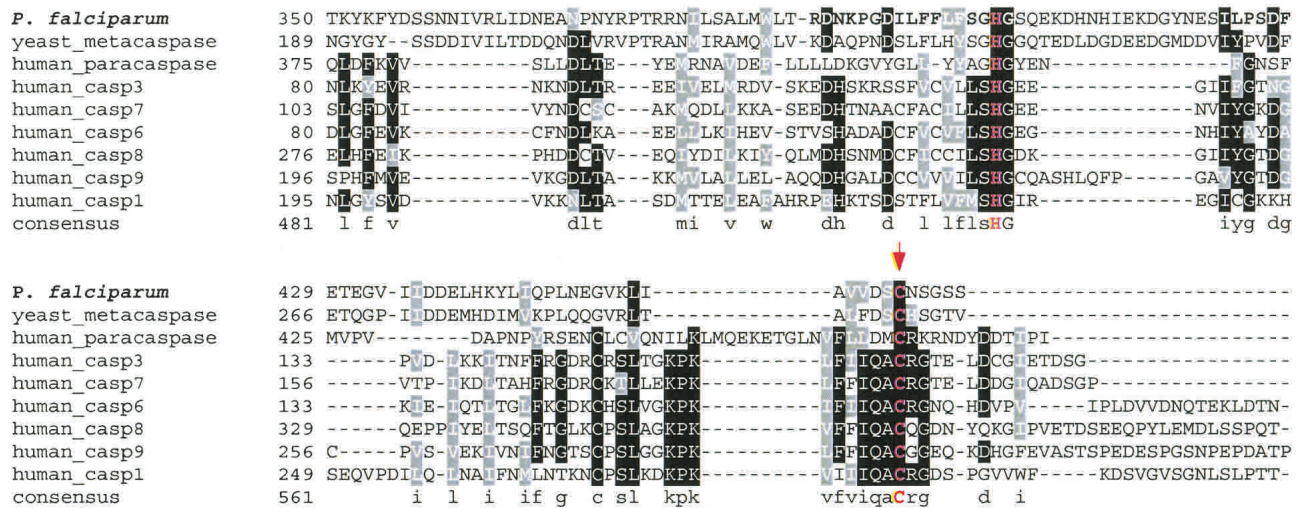 P. falciparum 350 TKYKFYDSSNNIVRLIDNEANPNYRPTRRNILSALMWLTR-DNKPGDILFFLFSGHGSQEKDHNHIEKDGYNESILPSDF
yeast_metacaspase 189 NGYGY--SSDDIVILTDDQNDLVRVPTRANMIRAMQWLV-KDAQPNDSLFLHYSGHGGQTEDLDGDEEDGMDDVIYPVDF
human_paracaspase 375 QLDFKVV------SLLDLTE---YEMRNAVDEFLLLLDKGVYGLL-YYAGHGYEN-------------------FGNSF
human_casp3 80 NLKYEVR------NKNDLTR---EEIVELMRDV-SKEDHSKRSSFVCVLLSHGEE-------------GIIFGTNG
human_casp7 103 SLGFDVI------VYNDCSC---AKMQDLLKKA-SEEDHTNAACFACILLSHGEE-------------NVIYGKDG
human_casp6 80 DLGFEVK------CFNDLKA---EELLLKIHEV-STVSHADADCFVCVFLSHGEG-------------NHIYAYDA
human_casp8 276 ELHFEIK------PHDDCTV---EQIYDILKIY-QLMDHSNMDCFICCILSHGDK-------------GIIYGTDG
human_casp9 196 SPHFMVE------VKGDLTA---KKMVLALLEL-AQQDHGALDCCVVVILSHGCQASHLQFP------GAVYGTDG
human_casp1 195 NLGYSVD------VKKNLTA---SDMTTELEAFAHRPEHKTSDSTFLVFMSHGIR-------------EGICGKKH
consensus 481 l f v dlt mi v w dh d l lflsHG iyg dg
P. falciparum 429 ETEGV-IIDDELHKYLIQPLNEGVKLI--------------AVVDSCNSGSS--------------------------
yeast_metacaspase 266 ETQGP-IIDDEMHDIMVKPLQQGVRLT--------------ALFDSCHSGTV--------------------------
human_paracaspase 425 MVPV------DAPNPYRSENCLCVQNILKLMQEKETGLNVFLLDMCRKRNDYDDTIPI--------------------
human_casp3 133 ------PVD-LKKITNFFRGDRCRSLTGKPK----------LFIIQACRGTE-LDCGIETDSG----------------
human_casp7 156 ------VTP-IKDLTAHFRGDRCKTLLEKPK----------LFFIQACRGTE-LDDGIQADSGP---------------
human_casp6 133 ------KIE-IQTLTGLFKGDKCHSLVGKPK----------IFIIQACRGNQ-HDVPVI-----IPLDVVDNQTEKLDTN-
human_casp8 329 ------QEPPIYELTSQFTGLKCPSLAGKPK----------VFFIQACQGDN-YQKGIPVETDSEEQPYLEMDLSSPQT-
human_casp9 256 C-----PVS-VEKIVNIFNGTSCPSLGGKPK----------LFFIQACGGEQ-KDHGFEVASTSPEDESPGSNPEPDATP
human_casp1 249 SEQVPDILQ-LNAIFNMLNTKNCPSLKDKPK----------VIIIQACRGDS-PGVVWF-----KDSVGVSGNLSLPTT--
consensus 561 i l i if g c sl kpk vfviqaCrg d i